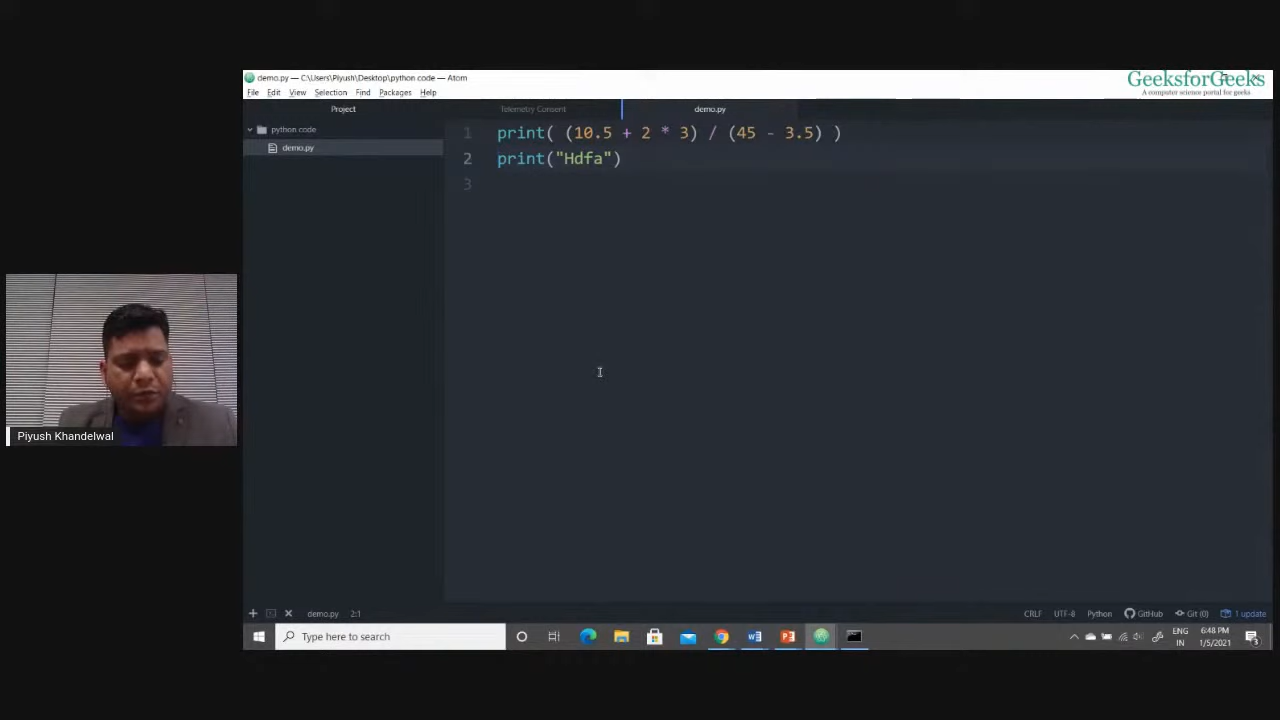 demo.py — C:\Users\Piyush\Desktop\python code — Atom
GeeksforGeeks
A computer science portal for geeks
File Edit View Selection Find Packages Help
Project
Telemetry Consent
demo.py
python code
demo.py
1 print( (10.5 + 2 * 3) / (45 - 3.5) )
2 print("Hdfa")
3
Piyush Khandelwal
demo.py 2:1
CRLF UTF-8 Python GitHub Git (0) 1 update
Type here to search
ENG
IN
6:48 PM
1/5/2021